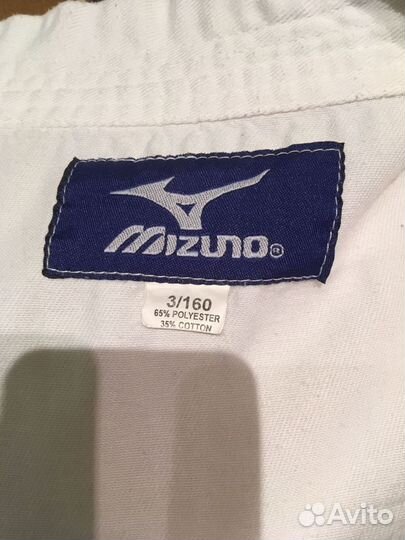 MIZUNO®
3/160
65% POLYESTER
35% COTTON
Avito